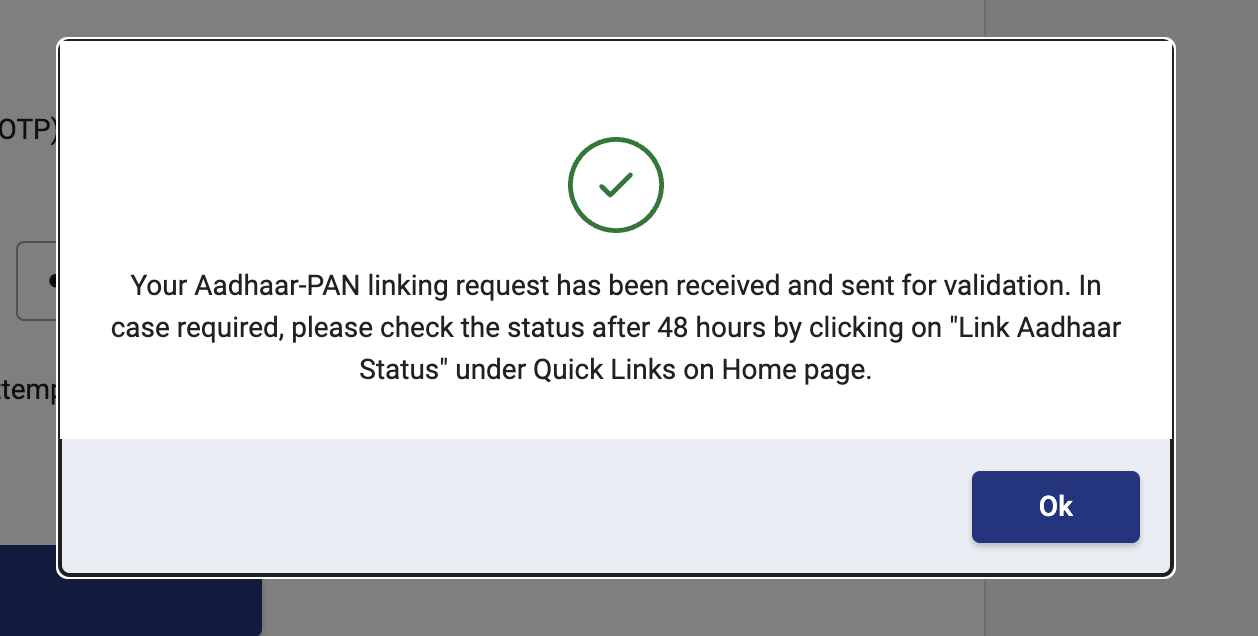 OTP)
Your Aadhaar-PAN linking request has been received and sent for validation. In
case required, please check the status after 48 hours by clicking on "Link Aadhaar
Status" under Quick Links on Home page.
Ok